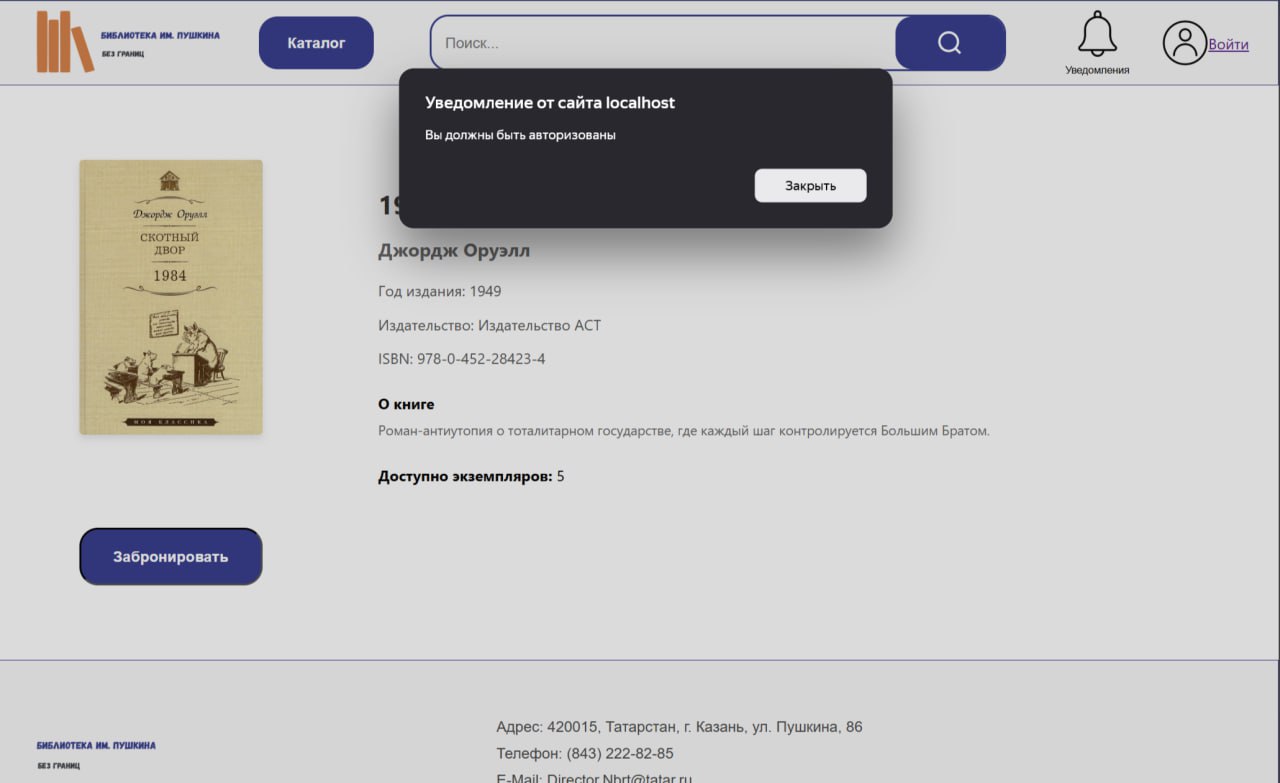 БИБЛИОТЕКА ИМ. ПУШКИНА
БЕЗ ГРАНИЦ
Каталог
Поиск...
Уведомления
Войти
Уведомление от сайта localhost
Вы должны быть авторизованы
Закрыть
Джордж Оруэлл
СКОТНЫЙ
ДВОР
1984
МОЯ КЛАССИКА
Забронировать
Джордж Оруэлл
Год издания: 1949
Издательство: Издательство АСТ
ISBN: 978-0-452-28423-4
О книге
Роман-антиутопия о тоталитарном государстве, где каждый шаг контролируется Большим Братом.
Доступно экземпляров: 5
БИБЛИОТЕКА ИМ. ПУШКИНА
БЕЗ ГРАНИЦ
Адрес: 420015, Татарстан, г. Казань, ул. Пушкина, 86
Телефон: (843) 222-82-85
E-Mail: Director.Nbrt@tatar.ru